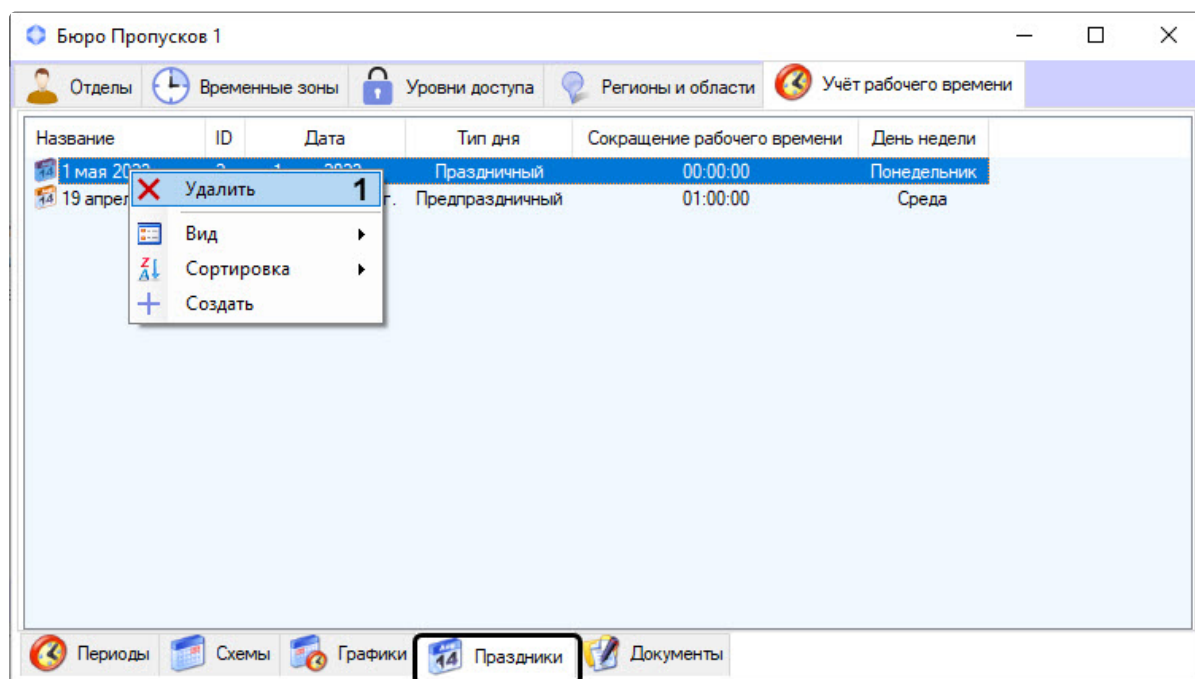 Бюро Пропусков 1
Отделы Временные зоны Уровни доступа Регионы и области Учёт рабочего времени
Название ID Дата Тип дня Сокращение рабочего времени День недели
1 мая Праздничный 00:00:00 Понедельник
19 г. Предпраздничный 01:00:00 Среда
Удалить 1
Вид
Сортировка
Создать
Периоды Схемы Графики Праздники Документы